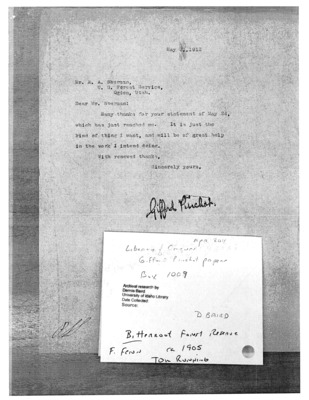 May 1912
Mr. E. A. Sherman,
U. S. Forest Service,
Ogden, Utah.
Dear Mr. Sherman:
Many thanks for your statement of May 24,
which has just reached me. It is just the
kind of thing I want, and will be of great help
in the work I intend doing.
With renewed thanks,
Sincerely yours,
Gifford Pinchot.
Library of Congress
Gifford Pinchot papers
Box 1009
Archival research by
Dennis Baird
University of Idaho Library
Date Collected
Source:
D BAIRD
Bitterroot Forest Reserve
ca 1905